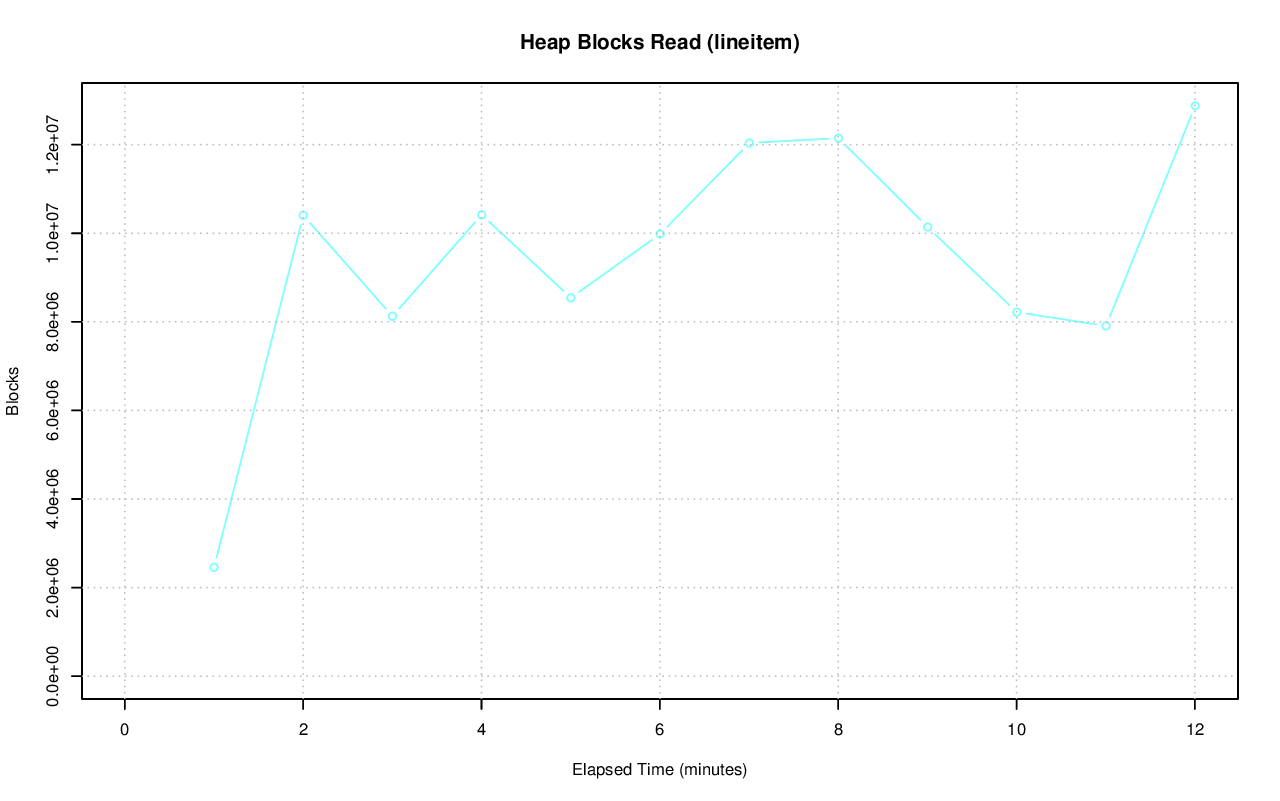 Heap Blocks Read (lineitem)
1.2e+07
1.0e+07
8.0e+06
6.0e+06
4.0e+06
2.0e+06
0.0e+00
Blocks
0 2 4 6 8 10 12
Elapsed Time (minutes)